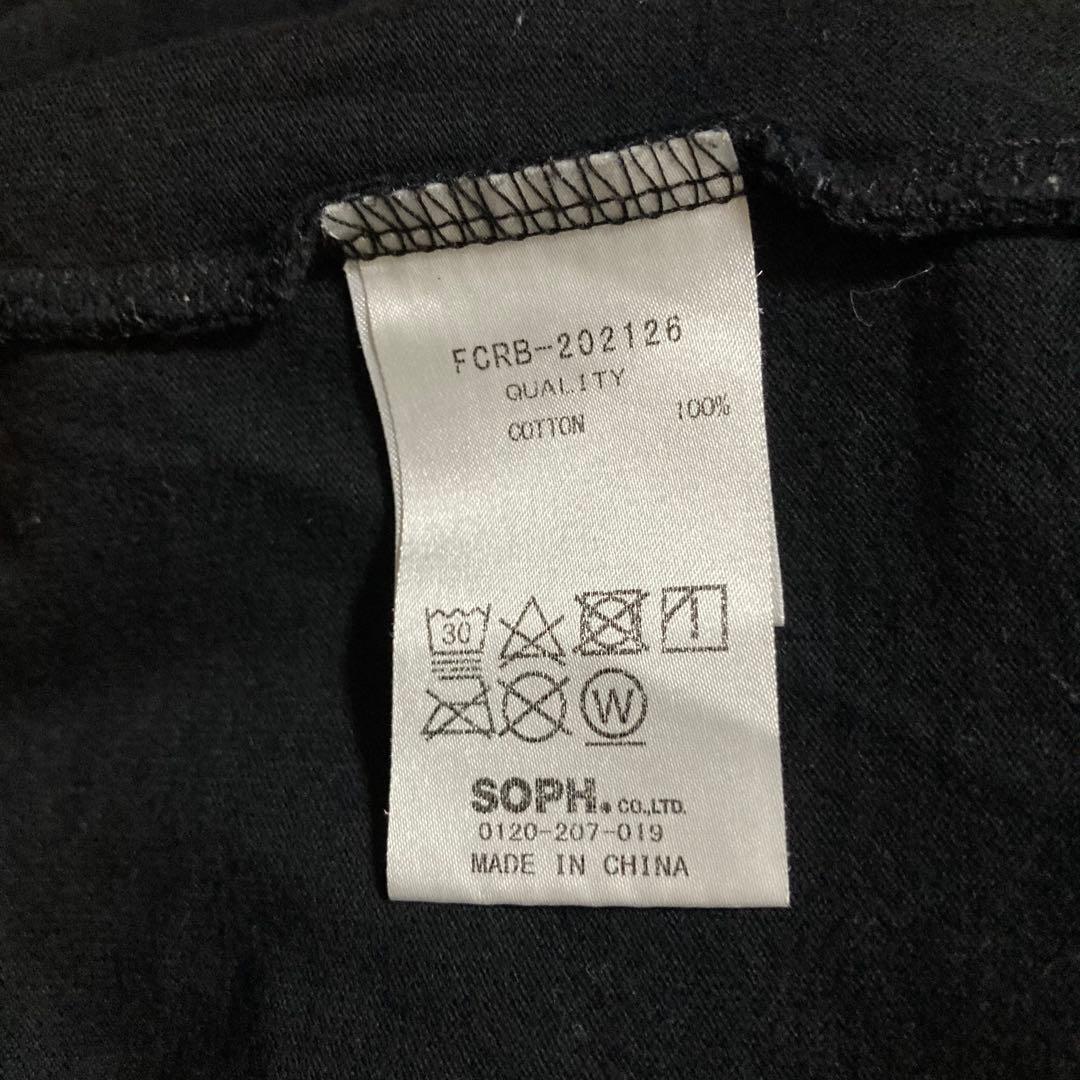 FCRB-202126
QUALITY
COTTON 100%
30
W
SOPH. CO.,LTD.
0120-207-019
MADE IN CHINA